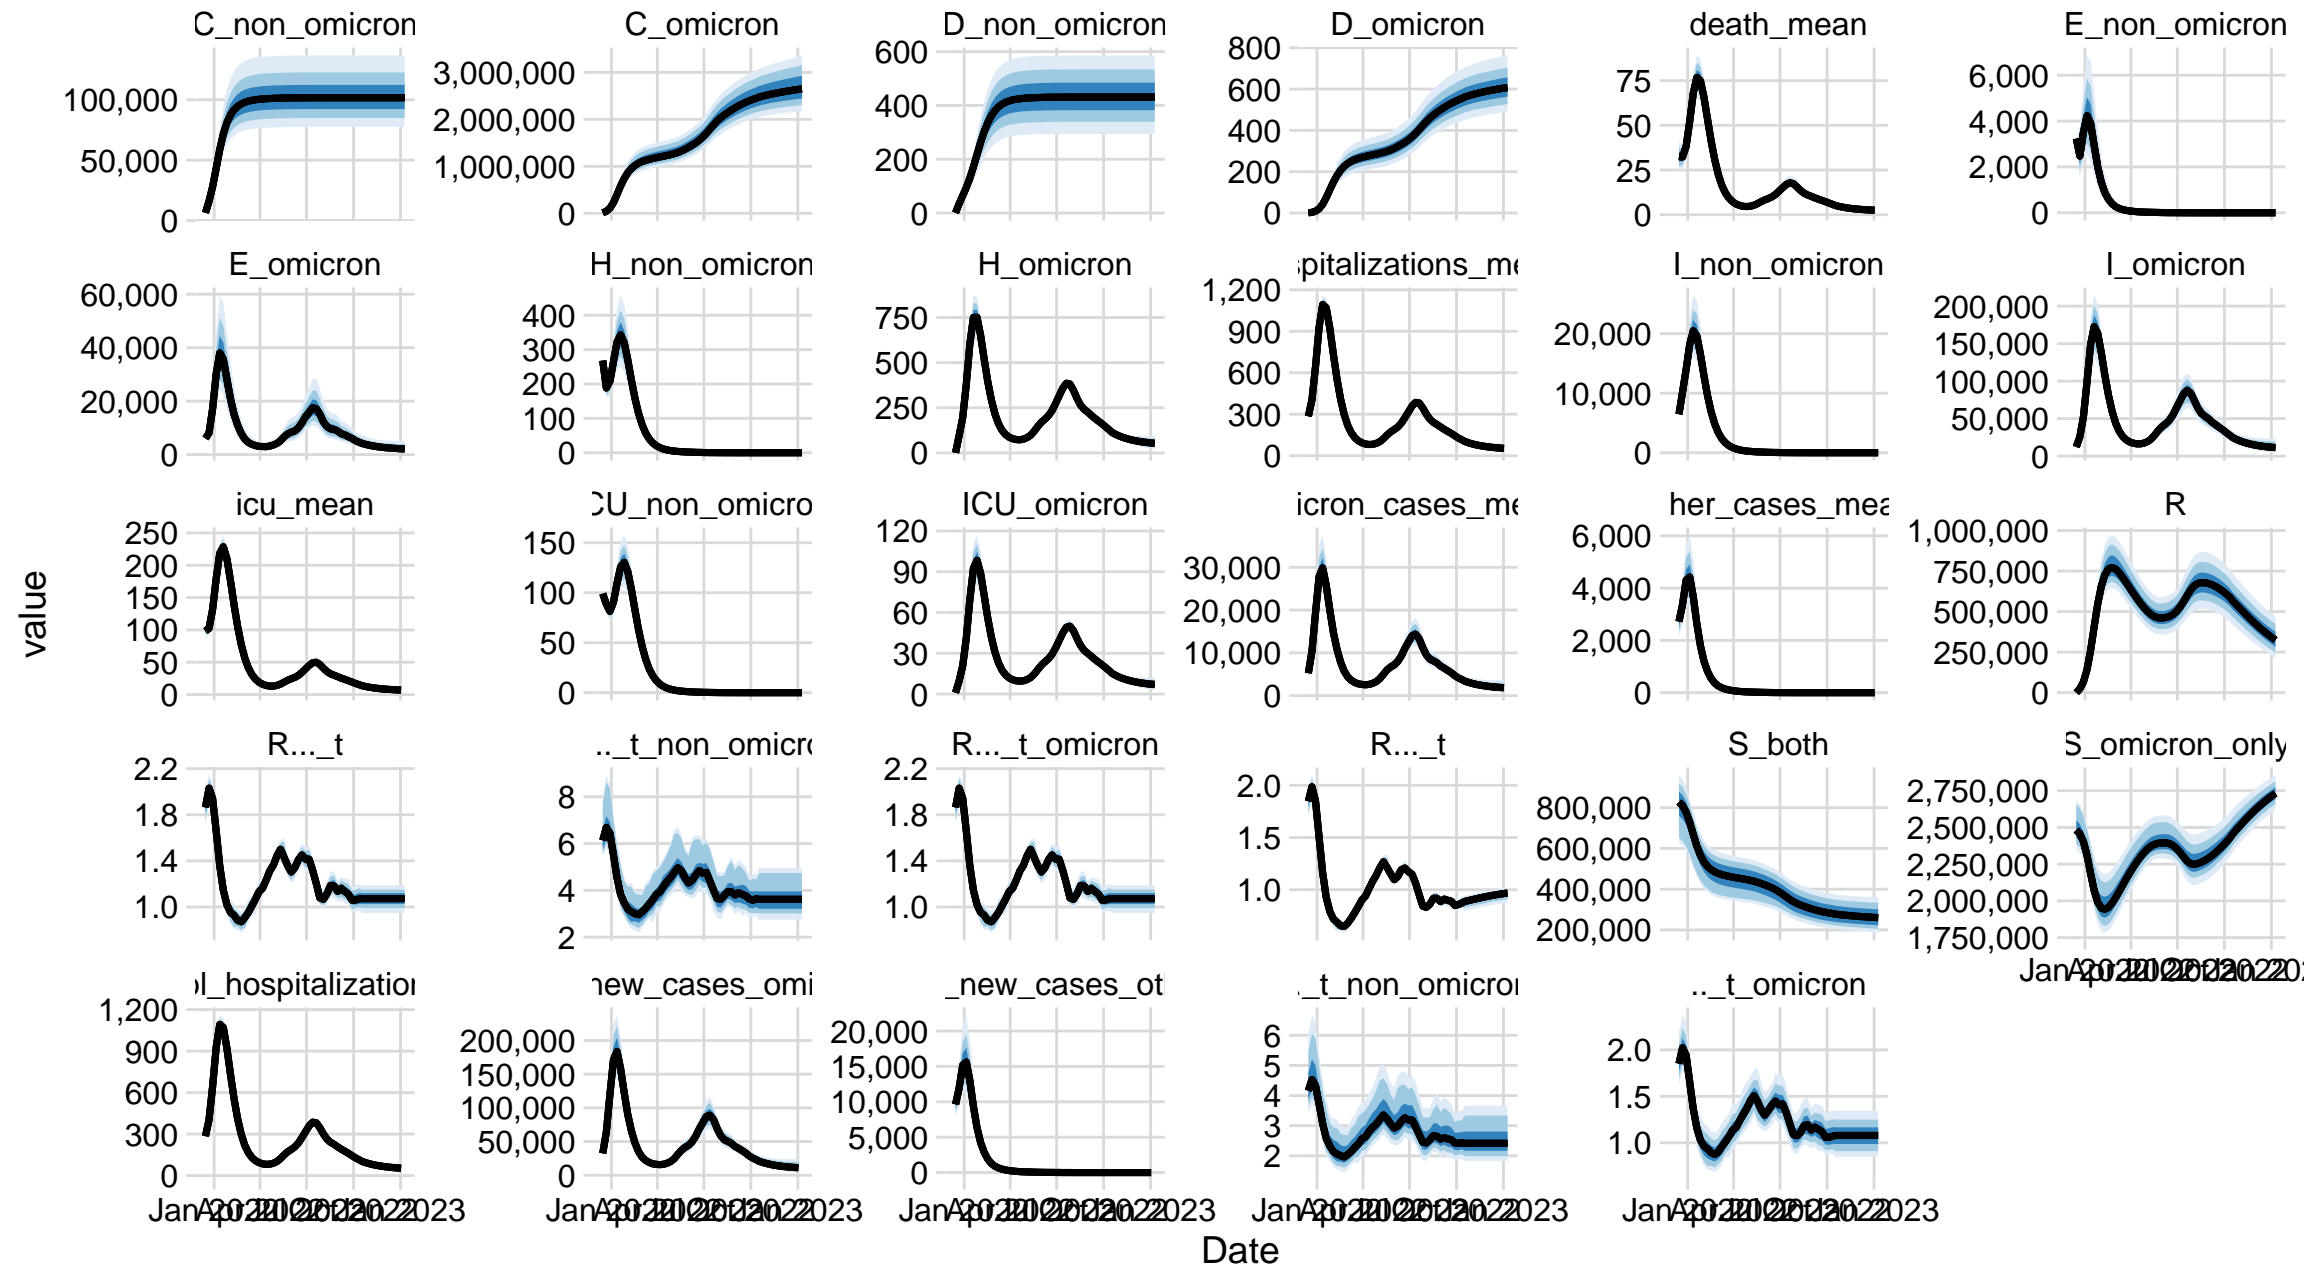 C_non_omicron C_omicron D_non_omicron D_omicron death_mean E_non_omicron
100,000 50,000 0
3,000,000 2,000,000 1,000,000 0
600 400 200 0
800 600 400 200 0
75 50 25 0
6,000 4,000 2,000 0
E_omicron H_non_omicron H_omicron spitalizations_me I_non_omicron I_omicron
60,000 40,000 20,000 0
400 300 200 100 0
750 500 250 0
1,200 900 600 300 0
20,000 10,000 0
200,000 150,000 100,000 50,000 0
icu_mean CU_non_omicro ICU_omicron icron_cases_me her_cases_mea R
250 200 150 100 50 0
150 100 50 0
120 90 60 30 0
30,000 20,000 10,000 0
6,000 4,000 2,000 0
1,000,000 750,000 500,000 250,000 0
value
R..._t .._t_non_omicro R..._t_omicron R..._t S_both S_omicron_only
2.2 1.8 1.4 1.0
8 6 4 2
2.2 1.8 1.4 1.0
2.0 1.5 1.0
800,000 600,000 400,000 200,000
2,750,000 2,500,000 2,250,000 2,000,000 1,750,000
ol_hospitalization new_cases_omi _new_cases_ot ._t_non_omicron .._t_omicron
1,200 900 600 300 0
200,000 150,000 100,000 50,000 0
20,000 15,000 10,000 5,000 0
6 5 4 3 2
2.0 1.5 1.0
Date